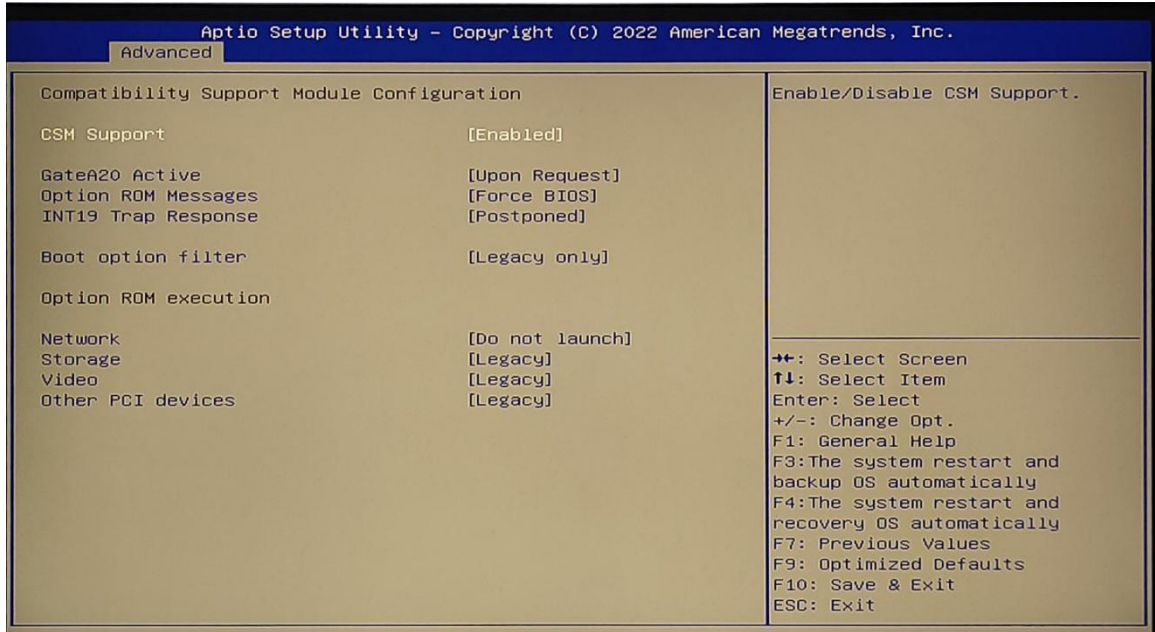 Aptio Setup Utility – Copyright (C) 2022 American Megatrends, Inc.
Advanced
Compatibility Support Module Configuration
CSM Support [Enabled]
GateA20 Active [Upon Request]
Option ROM Messages [Force BIOS]
INT19 Trap Response [Postponed]
Boot option filter [Legacy only]
Option ROM execution
Network [Do not launch]
Storage [Legacy]
Video [Legacy]
Other PCI devices [Legacy]
Enable/Disable CSM Support.
→←: Select Screen
↑↓: Select Item
Enter: Select
+/-: Change Opt.
F1: General Help
F3:The system restart and
backup OS automatically
F4:The system restart and
recovery OS automatically
F7: Previous Values
F9: Optimized Defaults
F10: Save & Exit
ESC: Exit